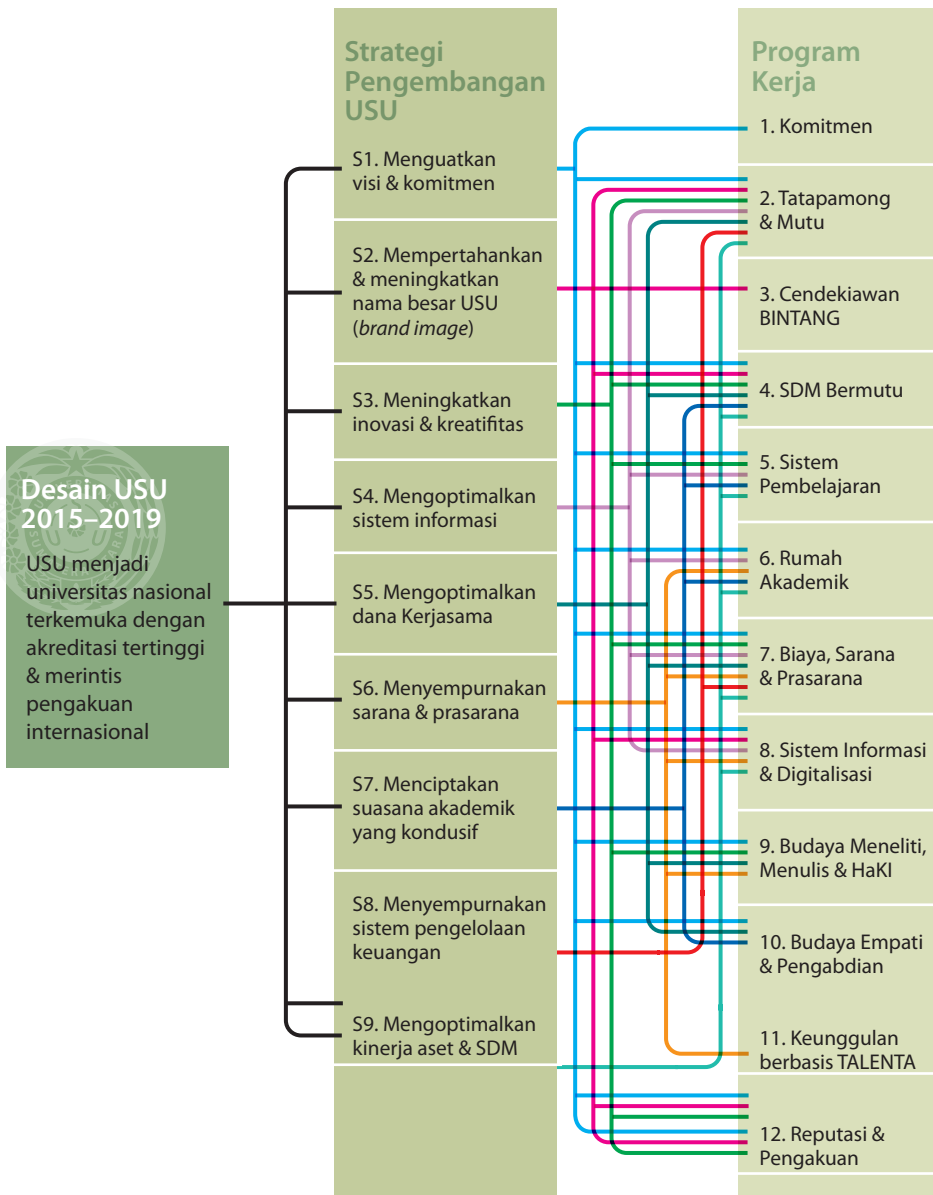 Desain USU
2015–2019
USU menjadi
universitas nasional
terkemuka dengan
akreditasi tertinggi
& merintis
pengakuan
internasional
Strategi
Pengembangan
USU
S1. Menguatkan
visi & komitmen
S2. Mempertahankan
& meningkatkan
nama besar USU
(brand image)
S3. Meningkatkan
inovasi & kreatifitas
S4. Mengoptimalkan
sistem informasi
S5. Mengoptimalkan
dana Kerjasama
S6. Menyempurnakan
sarana & prasarana
S7. Menciptakan
suasana akademik
yang kondusif
S8. Menyempurnakan
sistem pengelolaan
keuangan
S9. Mengoptimalkan
kinerja aset & SDM
Program
Kerja
1. Komitmen
2. Tatapamong
& Mutu
3. Cendekiawan
BINTANG
4. SDM Bermutu
5. Sistem
Pembelajaran
6. Rumah
Akademik
7. Biaya, Sarana
& Prasarana
8. Sistem Informasi
& Digitalisasi
9. Budaya Meneliti,
Menulis & HaKI
10. Budaya Empati
& Pengabdian
11. Keunggulan
berbasis TALENTA
12. Reputasi &
Pengakuan